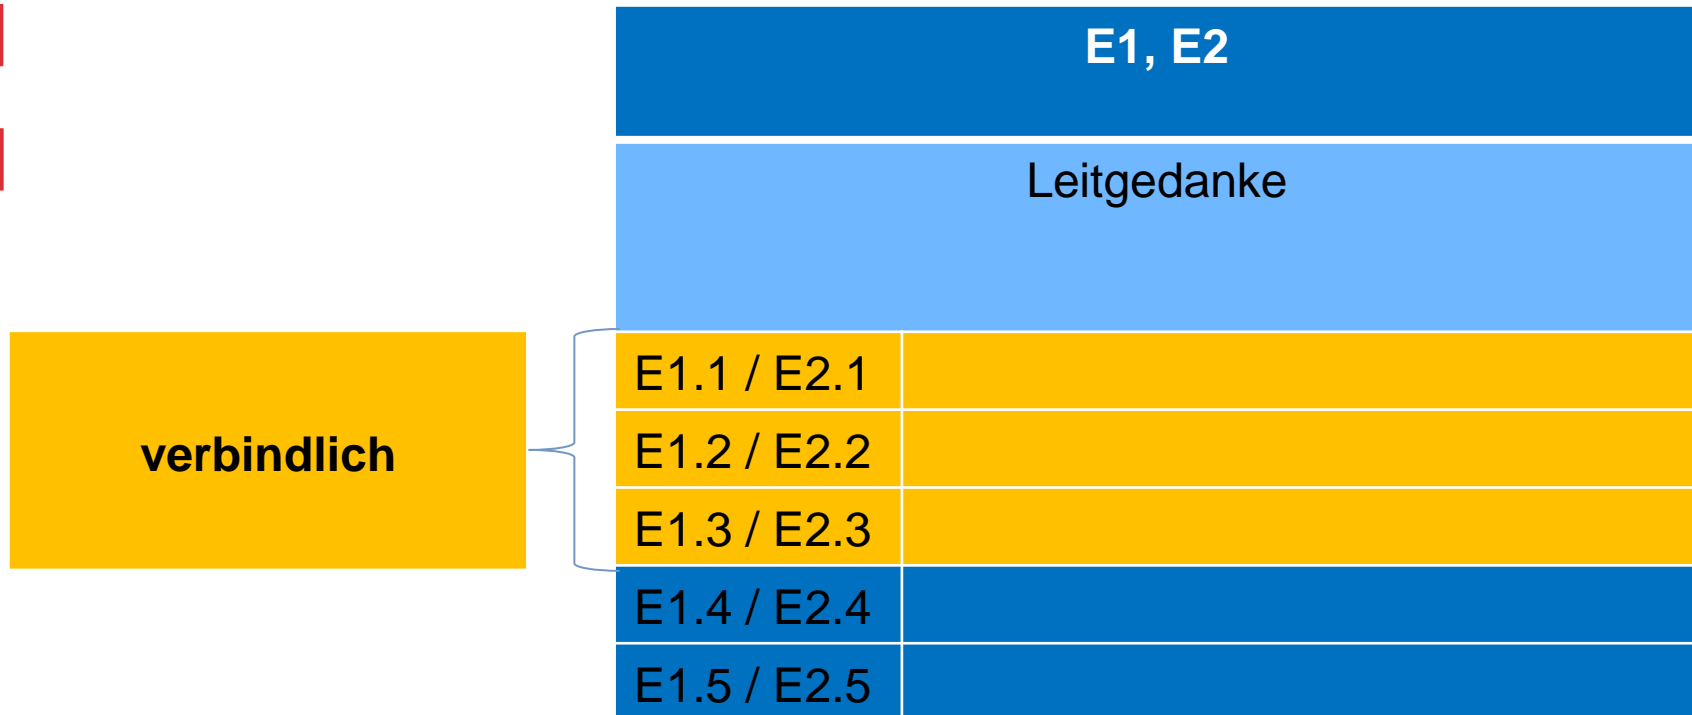 E1, E2
Leitgedanke
verbindlich
E1.1 / E2.1
E1.2 / E2.2
E1.3 / E2.3
E1.4 / E2.4
E1.5 / E2.5